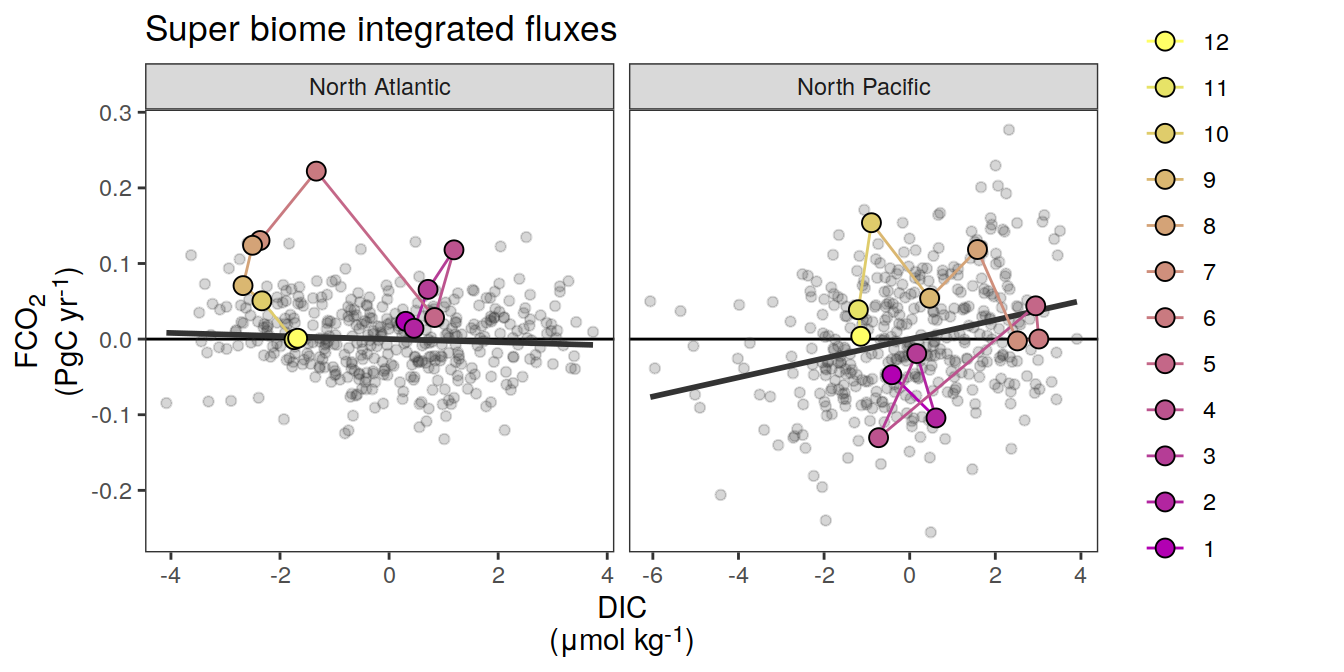 Super biome integrated fluxes
North Atlantic
North Pacific
FCO₂
(PgC yr⁻¹)
0.3
0.2
0.1
0.0
-0.1
-0.2
-4 -2 0 2 4
-6 -4 -2 0 2 4
DIC
(µmol kg⁻¹)
12
11
10
9
8
7
6
5
4
3
2
1